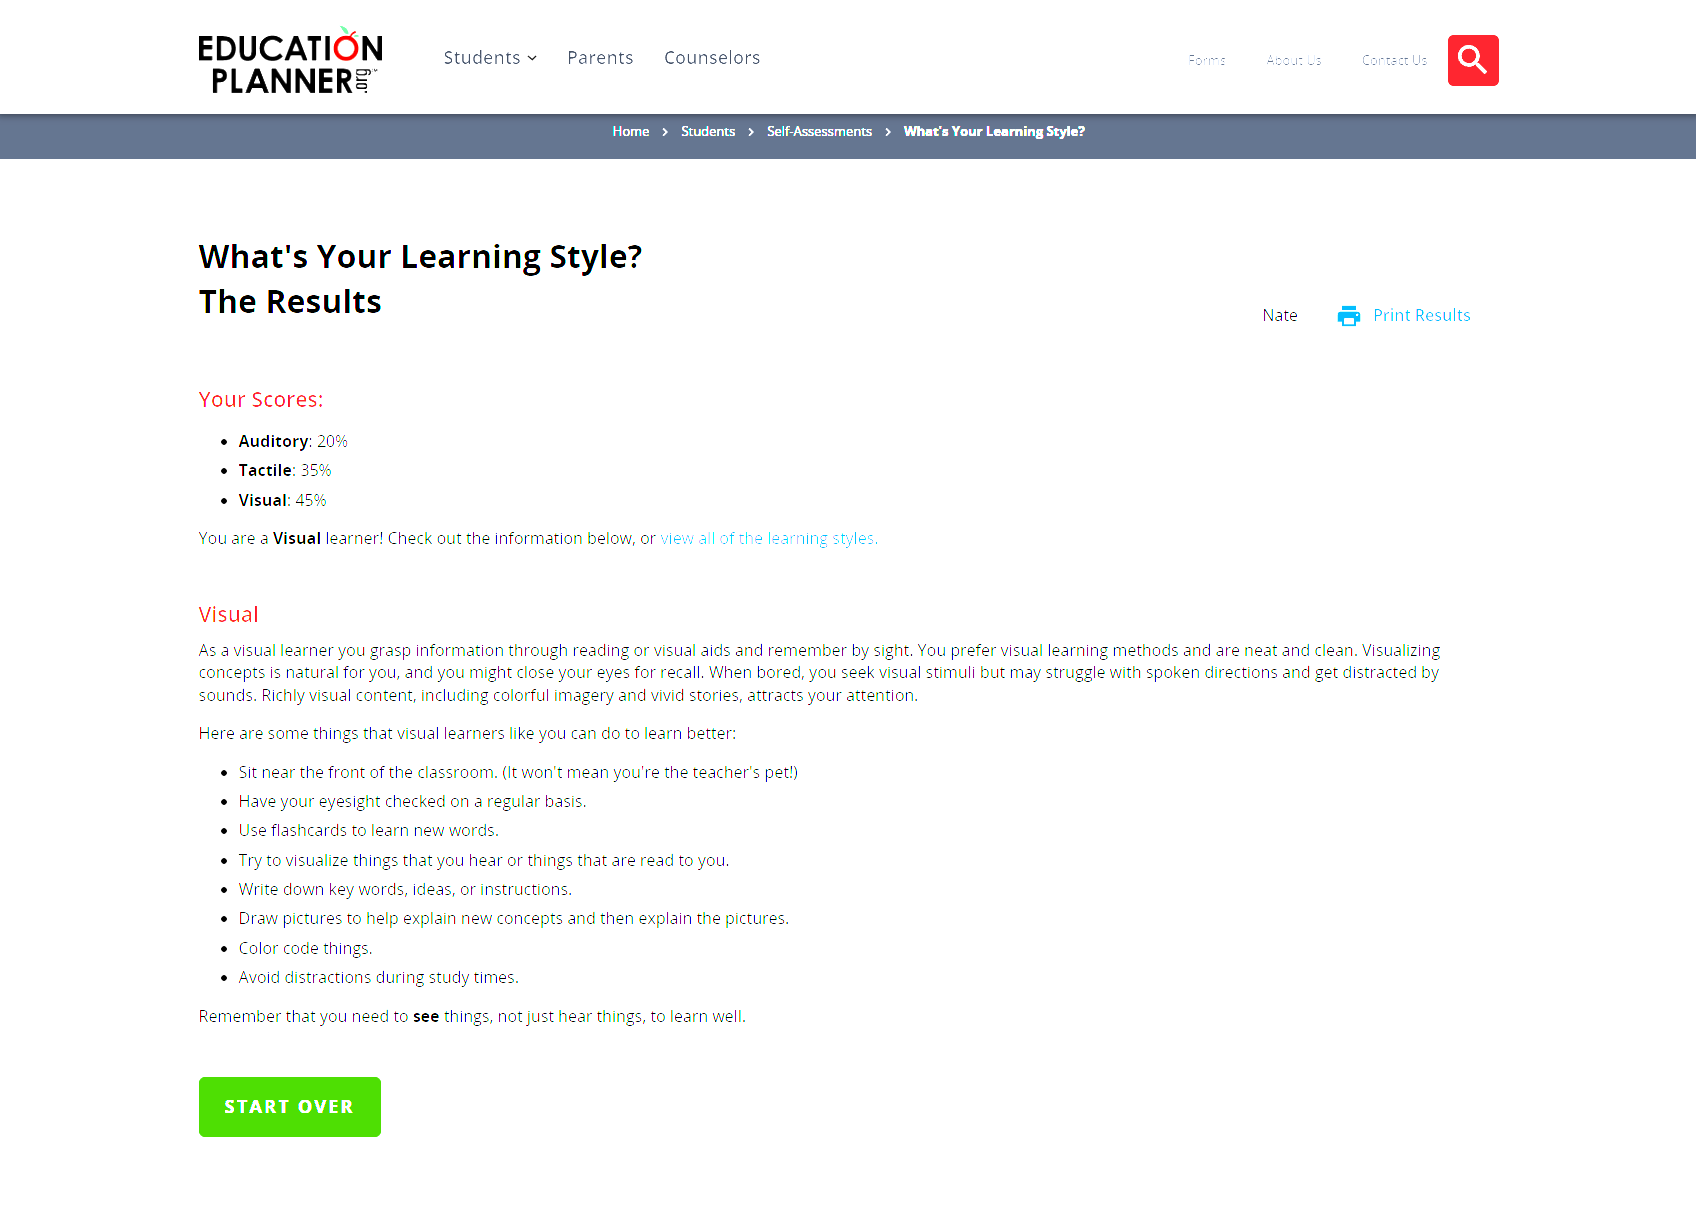 EDUCATION
PLANNER.org™
Students Parents Counselors
Forms About Us Contact Us
Home > Students > Self-Assessments > What's Your Learning Style?
What's Your Learning Style?
The Results
Nate Print Results
Your Scores:
• Auditory: 20%
• Tactile: 35%
• Visual: 45%
You are a Visual learner! Check out the information below, or view all of the learning styles.
Visual
As a visual learner you grasp information through reading or visual aids and remember by sight. You prefer visual learning methods and are neat and clean. Visualizing
concepts is natural for you, and you might close your eyes for recall. When bored, you seek visual stimuli but may struggle with spoken directions and get distracted by
sounds. Richly visual content, including colorful imagery and vivid stories, attracts your attention.
Here are some things that visual learners like you can do to learn better:
• Sit near the front of the classroom. (It won't mean you're the teacher's pet!)
• Have your eyesight checked on a regular basis.
• Use flashcards to learn new words.
• Try to visualize things that you hear or things that are read to you.
• Write down key words, ideas, or instructions.
• Draw pictures to help explain new concepts and then explain the pictures.
• Color code things.
• Avoid distractions during study times.
Remember that you need to see things, not just hear things, to learn well.
START OVER